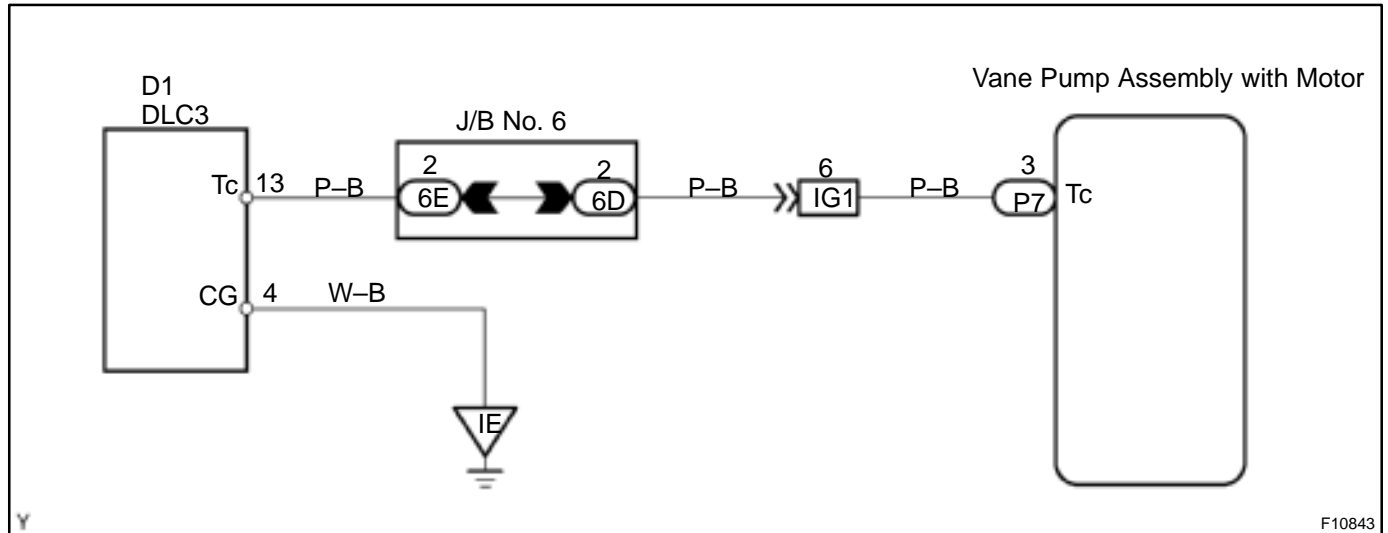 Vane Pump Assembly with Motor
D1
DLC3
J/B No. 6
Tc 13 P–B 2 6E 2 6D P–B 6 IG1 P–B 3 P7 Tc
CG 4 W–B
IE
Y
F10843